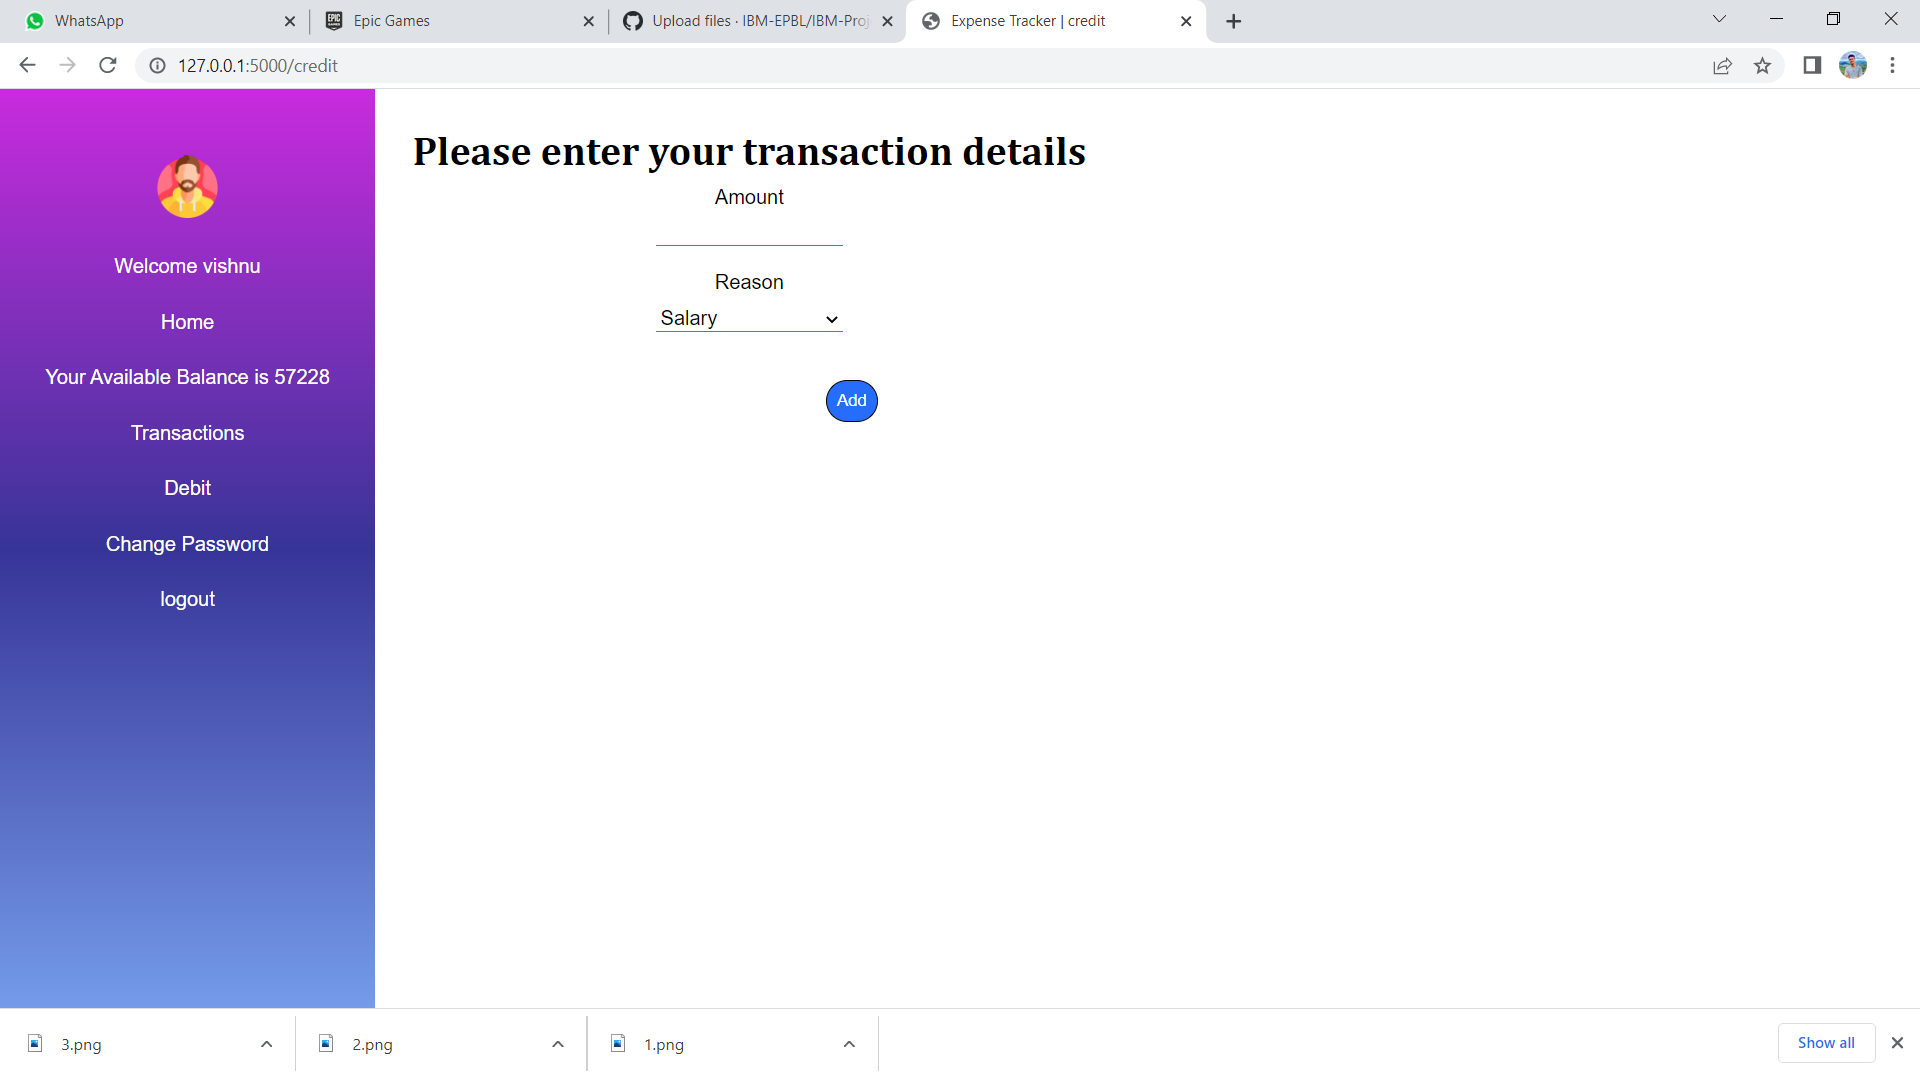 WhatsApp
Epic Games
Upload files · IBM-EPBL/IBM-Proj
Expense Tracker | credit
127.0.0.1:5000/credit
Please enter your transaction details
Amount
Reason
Salary
Add
Welcome vishnu
Home
Your Available Balance is 57228
Transactions
Debit
Change Password
logout
3.png
2.png
1.png
Show all